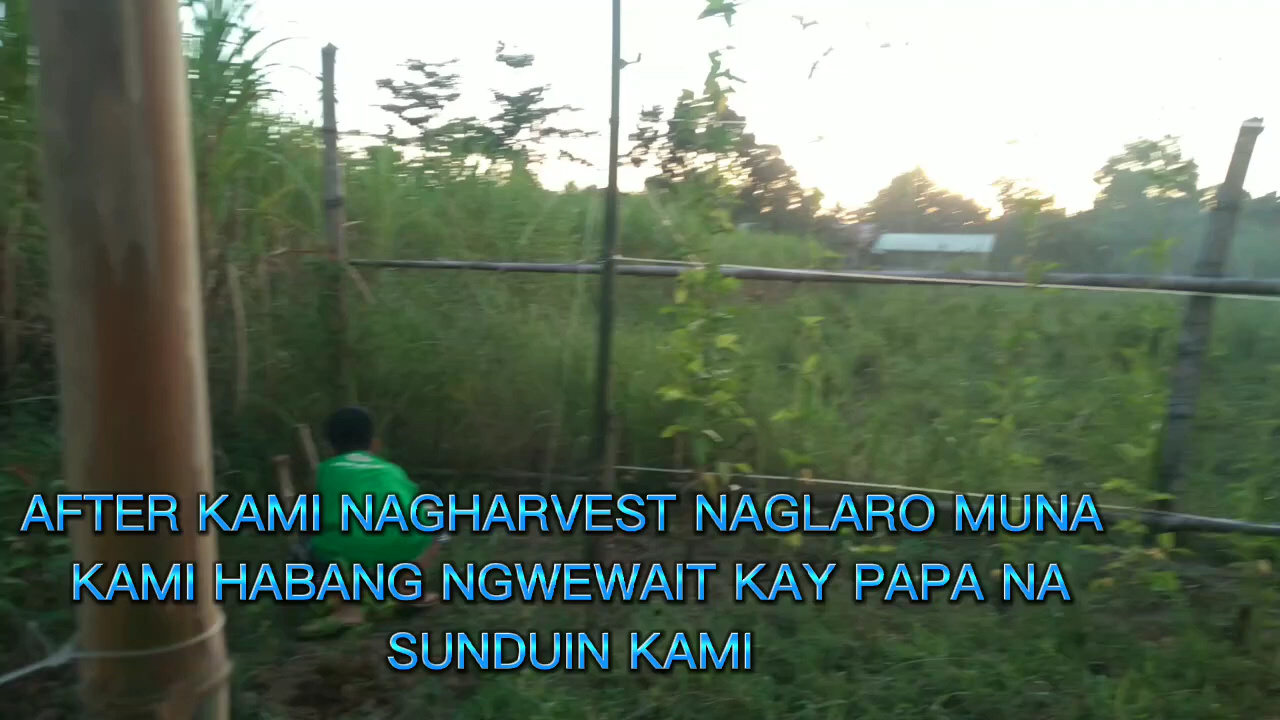 AFTER KAMI NAGHARVEST NAGLARO MUNA
KAMI HABANG NGWEWAIT KAY PAPA NA
SUNDUIN KAMI